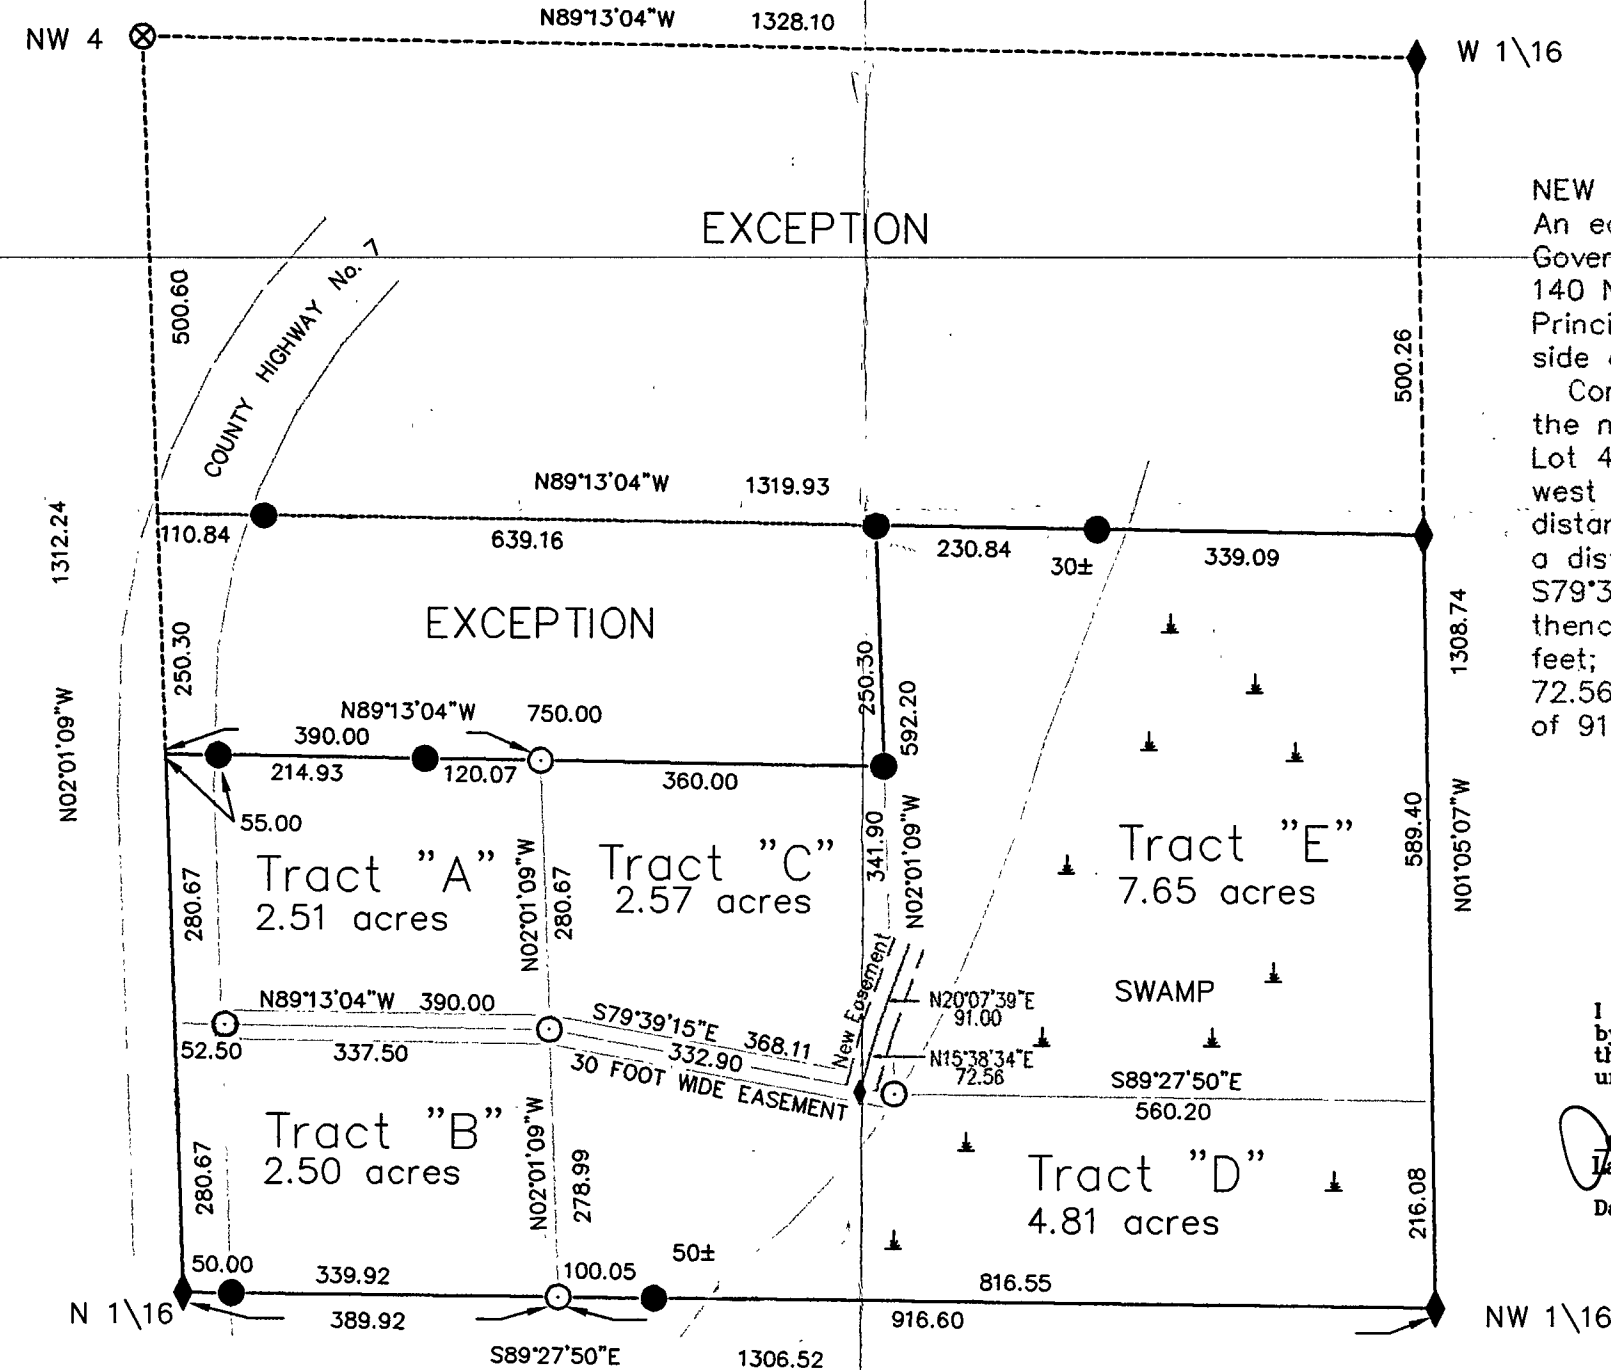 N89°13'04"W 1328.10
NW 4
W 1\16
EXCEPTION
COUNTY HIGHWAY No. 7
500.60
500.26
NEW
An
Gover
140 N
Princi
side
Cor
the n
Lot 4
west
distar
a dis
S79°3
thenc
feet;
72.56
of 91
N89°13'04"W 1319.93
110.84
639.16
230.84
30±
339.09
1312.24
1308.74
EXCEPTION
250.30
250.30
592.20
N89°13'04"W 750.00
390.00
214.93
120.07
360.00
55.00
N02°01'09"W
341.90
N02°01'09"W
589.40
N01°05'07"W
Tract "A"
2.51 acres
280.67
N02°01'09"W
280.67
Tract "C"
2.57 acres
Tract "E"
7.65 acres
SWAMP
N89°13'04"W 390.00
52.50
337.50
S79°39'15"E 368.11
332.90
30 FOOT WIDE EASEMENT
New Easement
N20°07'39"E
91.00
N15°38'34"E
72.56
S89°27'50"E
560.20
I
by
th
ur
Tract "B"
2.50 acres
280.67
N02°01'09"W
278.99
Tract "D"
4.81 acres
216.08
La
Da
50.00
339.92
100.05
50±
816.55
N 1\16
389.92
916.60
NW 1\16
S89°27'50"E 1306.52